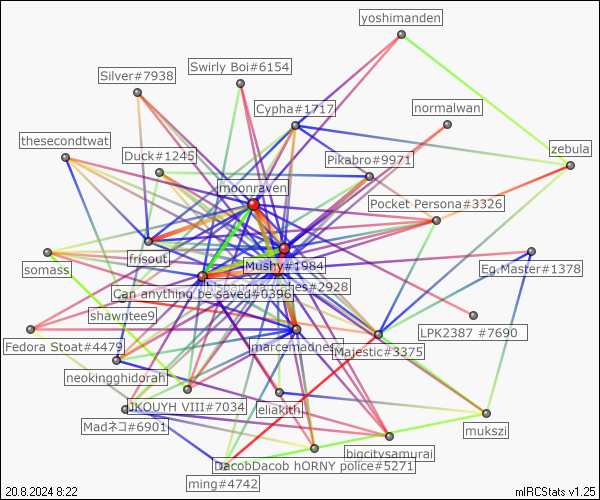 yoshimanden
Swirly Boi#6154
Silver#7938
Cypha#1717
normalwan
thesecondtwat
zebula
Duck#1245
Pikabro#9971
moonraven
Pocket Persona#3326
frisout
Mushy#1984
somass
Eg.Master#1378
#2928
Can anything be saved#0396
shawntee9
LPK2387 #7690
Fedora Stoat#4479
marcemadness
Majestic#3375
neokingghidorah
JKOUYH VIII#7034
eliakith
Madネコ#6901
mukszi
bigcitysamurai
DacobDacob hORNY police#5271
ming#4742
20.8.2024 8:22
mIRCStats v1.25